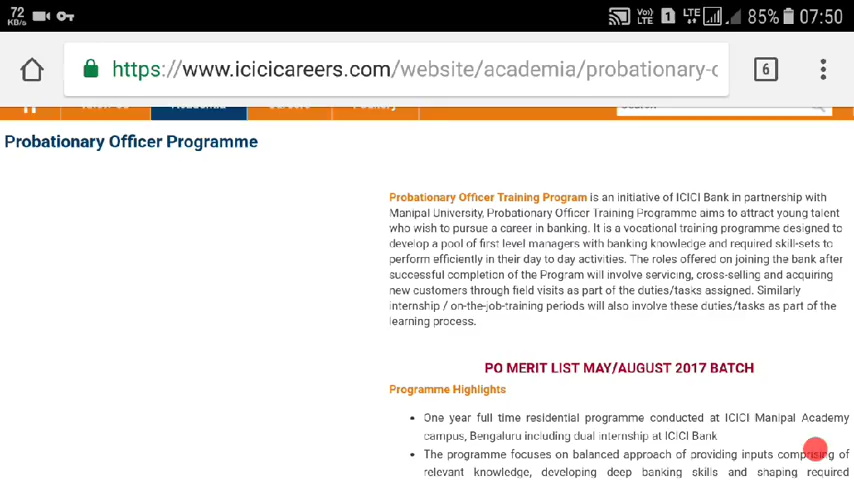 72
KB/s
Vo))
LTE
1
LTE
85%
07:50
https://www.icicicareers.com/website/academia/probationary-
6
Academia
Careers
Search
Probationary Officer Programme
Probationary Officer Training Program is an initiative of ICICI Bank in partnership with
Manipal University, Probationary Officer Training Programme aims to attract young talent
who wish to pursue a career in banking. It is a vocational training programme designed to
develop a pool of first level managers with banking knowledge and required skill-sets to
perform efficiently in their day to day activities. The roles offered on joining the bank after
successful completion of the Program will involve servicing, cross-selling and acquiring
new customers through field visits as part of the duties/tasks assigned. Similarly
internship / on-the-job-training periods will also involve these duties/tasks as part of the
learning process.
PO MERIT LIST MAY/AUGUST 2017 BATCH
Programme Highlights
• One year full time residential programme conducted at ICICI Manipal Academy
campus, Bengaluru including dual internship at ICICI Bank
• The programme focuses on balanced approach of providing inputs comprising of
relevant knowledge, developing deep banking skills and shaping required